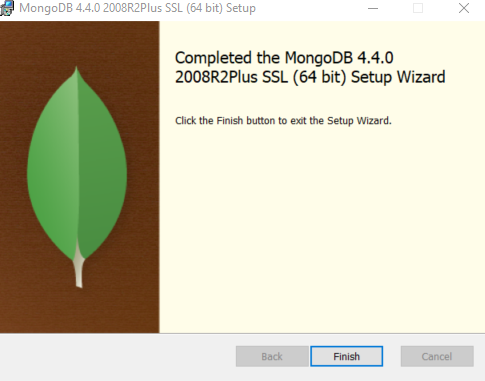 MongoDB 4.4.0 2008R2Plus SSL (64 bit) Setup
Completed the MongoDB 4.4.0
2008R2Plus SSL (64 bit) Setup Wizard
Click the Finish button to exit the Setup Wizard.
Back Finish Cancel